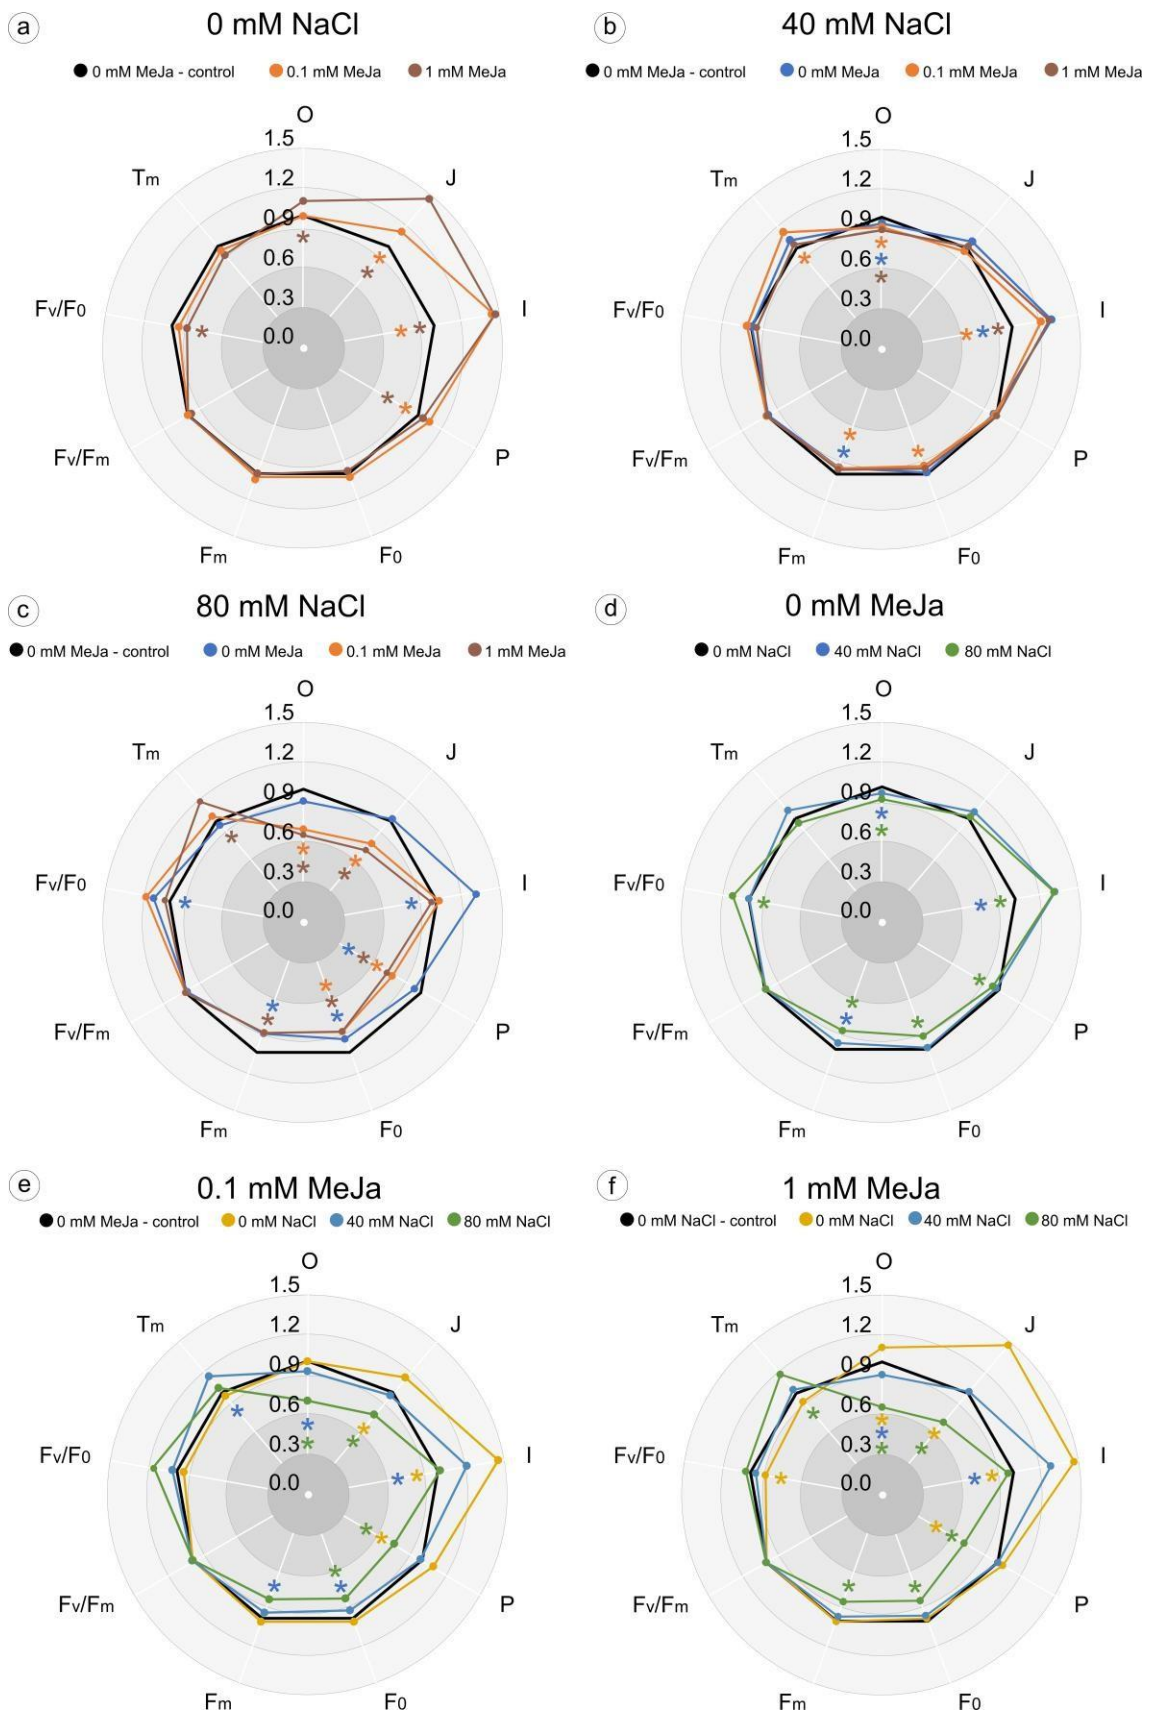 a 0 mM NaCl
0 mM MeJa - control 0.1 mM MeJa 1 mM MeJa
O
1.5
Tm J
1.2
0.9
0.6
Fv/F0 0.3 I
0.0
Fv/Fm P
Fm F0
b 40 mM NaCl
0 mM MeJa - control 0 mM MeJa 0.1 mM MeJa 1 mM MeJa
O
1.5
Tm J
1.2
0.9
0.6
Fv/F0 0.3 I
0.0
Fv/Fm P
Fm F0
c 80 mM NaCl
0 mM MeJa - control 0 mM MeJa 0.1 mM MeJa 1 mM MeJa
O
1.5
Tm J
1.2
0.9
0.6
Fv/F0 0.3 I
0.0
Fv/Fm P
Fm F0
d 0 mM MeJa
0 mM NaCl 40 mM NaCl 80 mM NaCl
O
1.5
Tm J
1.2
0.9
0.6
Fv/F0 0.3 I
0.0
Fv/Fm P
Fm F0
e 0.1 mM MeJa
0 mM MeJa - control 0 mM NaCl 40 mM NaCl 80 mM NaCl
O
1.5
Tm J
1.2
0.9
0.6
Fv/F0 0.3 I
0.0
Fv/Fm P
Fm F0
f 1 mM MeJa
0 mM NaCl - control 0 mM NaCl 40 mM NaCl 80 mM NaCl
O
1.5
Tm J
1.2
0.9
0.6
Fv/F0 0.3 I
0.0
Fv/Fm P
Fm F0